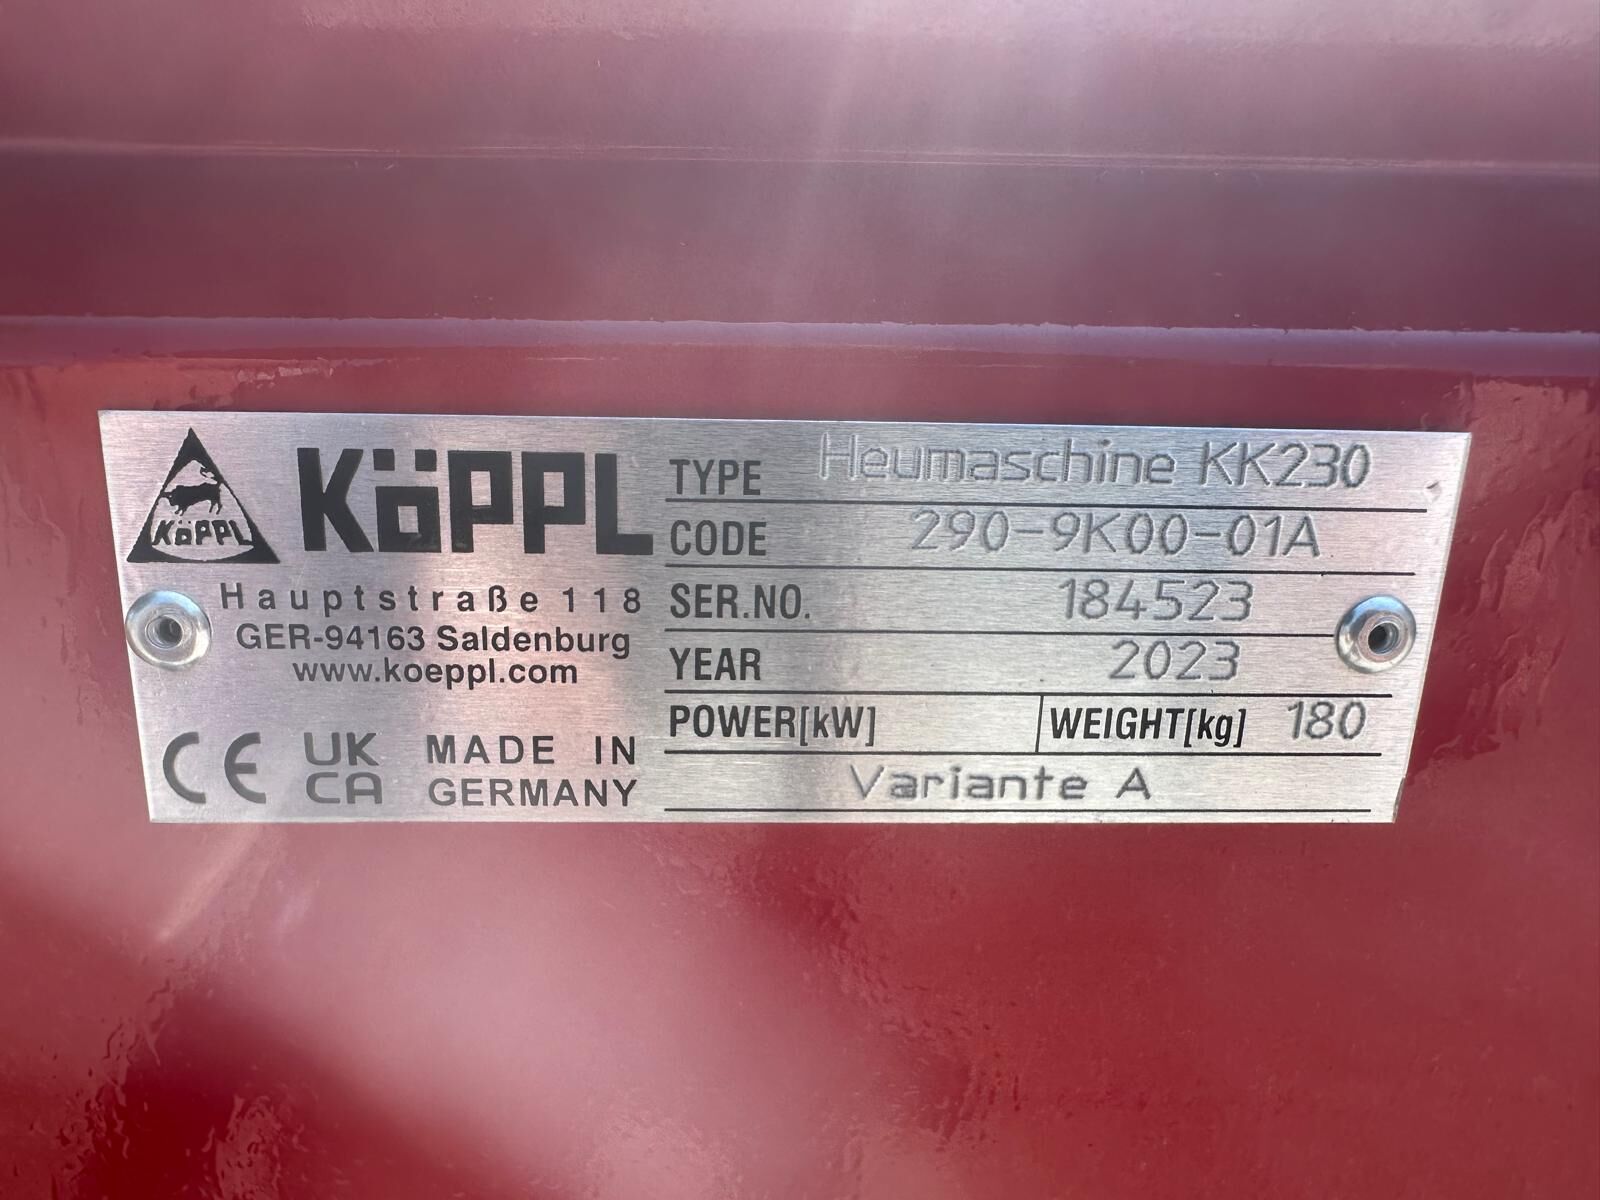 KöPPL
KöPPL
Hauptstraße 118
GER-94163 Saldenburg
www.koeppl.com
CE UK CA MADE IN GERMANY
TYPE Heumaschine KK230
CODE 290-9K00-01A
SER.NO. 184523
YEAR 2023
POWER[kW] WEIGHT[kg] 180
Variante A